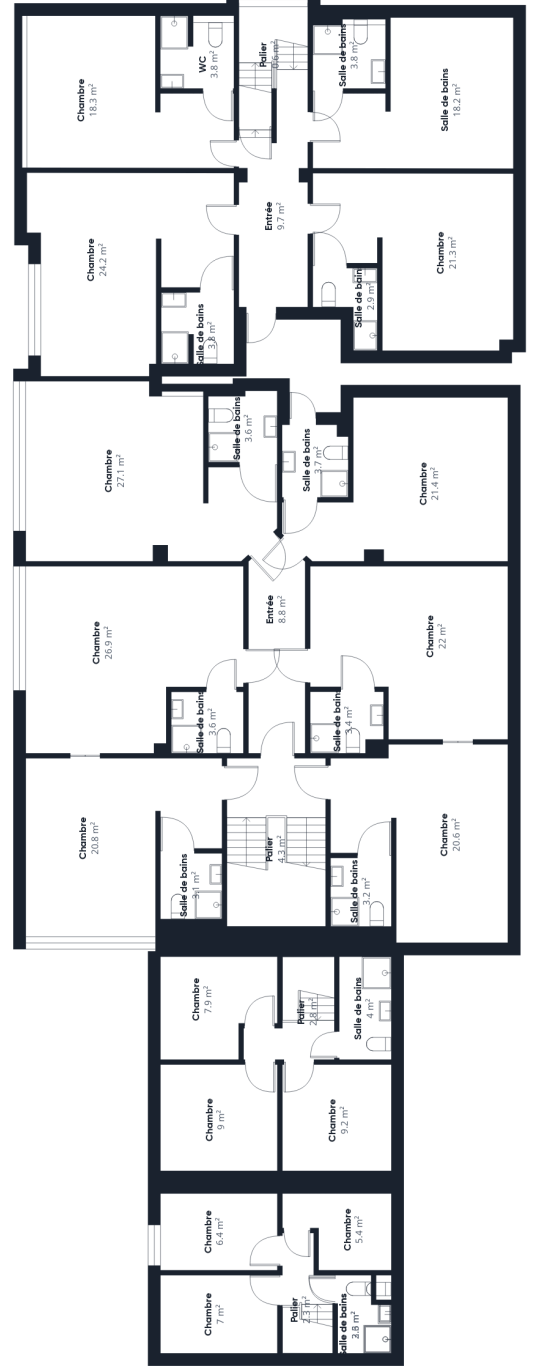 Chambre
18.3 m²
WC
3.8 m²
Palier
Salle de bains
3.8 m²
Salle de bains
18.2 m²
Chambre
24.2 m²
Entrée
9.7 m²
Chambre
21.3 m²
Salle de bains
2.9 m²
Salle de bains
Chambre
27.1 m²
Salle de bains
3.6 m²
Salle de bains
3.7 m²
Chambre
21.4 m²
Chambre
26.9 m²
Entrée
8.8 m²
Chambre
22 m²
Salle de bains
3.6 m²
Salle de bains
3.4 m²
Chambre
20.8 m²
Palier
4.3 m²
Chambre
20.6 m²
Salle de bains
3.1 m²
Salle de bains
3.2 m²
Chambre
7.9 m²
Palier
2.8 m²
Salle de bains
4 m²
Chambre
9 m²
Chambre
9.2 m²
Chambre
6.4 m²
Chambre
5.4 m²
Chambre
7 m²
Palier
2.3 m²
Salle de bains